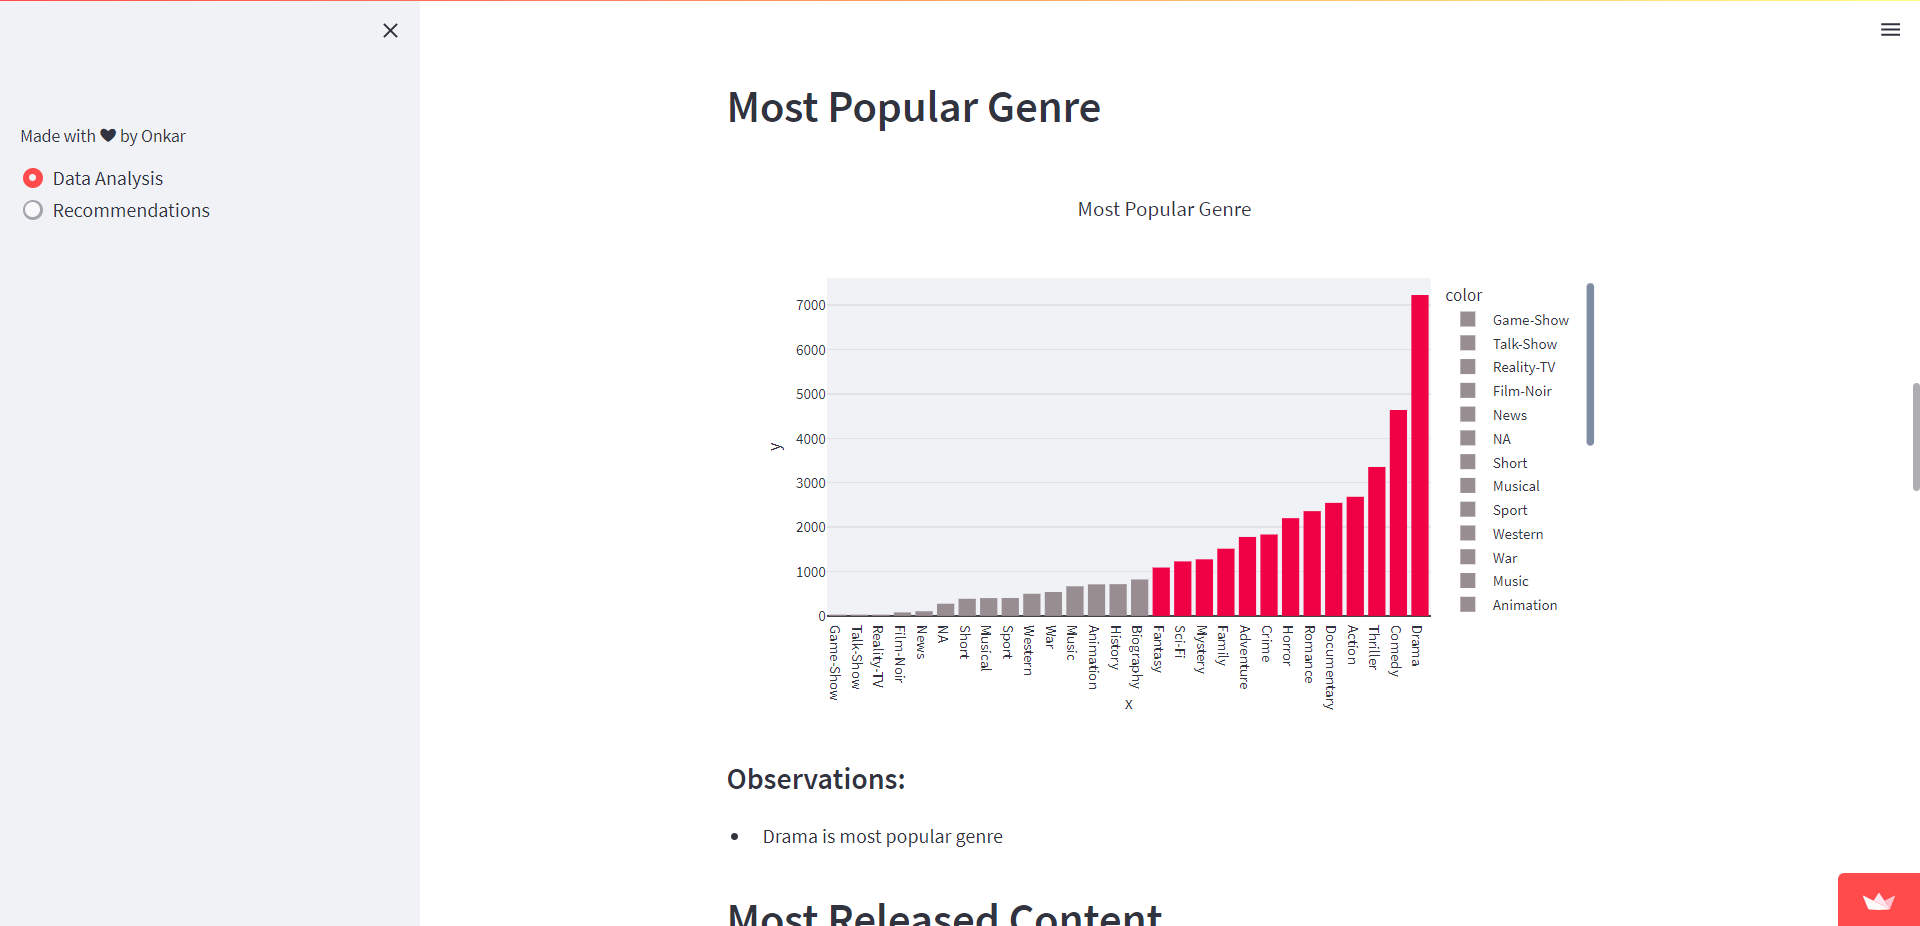 Made with ♥ by Onkar
Data Analysis
Recommendations
Most Popular Genre
Most Popular Genre
7000
6000
5000
4000
3000
2000
1000
0
y
Game-Show
Talk-Show
Reality-TV
Film-Noir
News
NA
Short
Musical
Sport
Western
War
Music
Animation
History
Biography
Fantasy
Sci-Fi
Mystery
Family
Adventure
Crime
Horror
Romance
Documentary
Action
Thriller
Comedy
Drama
x
color
Game-Show
Talk-Show
Reality-TV
Film-Noir
News
NA
Short
Musical
Sport
Western
War
Music
Animation
Observations:
Drama is most popular genre
Most Released Content